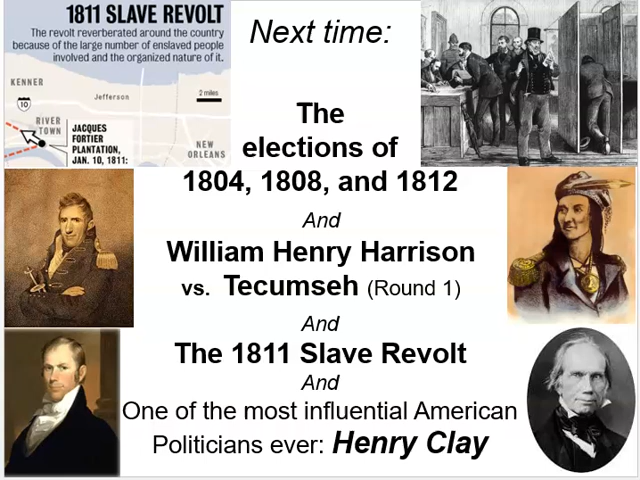 1811 SLAVE REVOLT
The revolt reverberated around the country
because of the large number of enslaved people
involved and the organized nature of it.
KENNER
10
Jefferson
2 miles
RIVER
TOWN
JACQUES
FORTIER
PLANTATION,
JAN. 10, 1811:
NEW
ORLEANS
Next time:
The
elections of
1804, 1808, and 1812
And
William Henry Harrison
vs. Tecumseh (Round 1)
And
The 1811 Slave Revolt
And
One of the most influential American
Politicians ever: Henry Clay